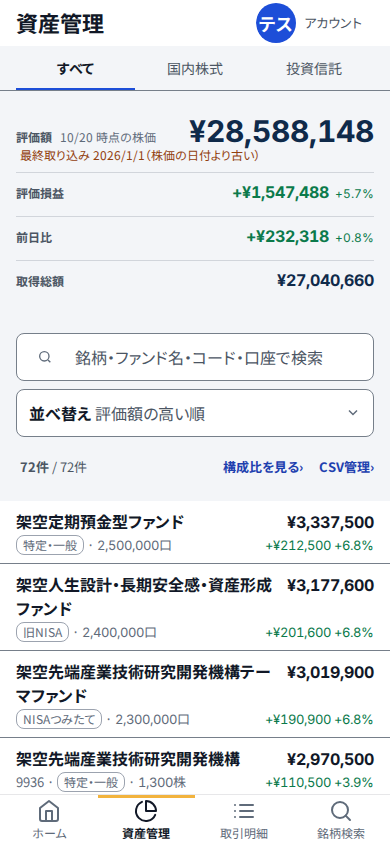 資産管理
テス アカウント
すべて 国内株式 投資信託
評価額 10/20 時点の株価 ¥28,588,148
最終取り込み 2026/1/1(株価の日付より古い)
評価損益 +¥1,547,488 +5.7%
前日比 +¥232,318 +0.8%
取得総額 ¥27,040,660
銘柄・ファンド名・コード・口座で検索
並べ替え 評価額の高い順
72件 / 72件 構成比を見る› CSV管理›
架空定期預金型ファンド ¥3,337,500
特定・一般 · 2,500,000口 +¥212,500 +6.8%
架空人生設計・長期安全感・資産形成 ¥3,177,600
ファンド
旧NISA · 2,400,000口 +¥201,600 +6.8%
架空先端産業技術研究開発機構テー ¥3,019,900
マファンド
NISAつみたて · 2,300,000口 +¥190,900 +6.8%
架空先端産業技術研究開発機構 ¥2,970,500
9936 · 特定・一般 · 1,300株 +¥110,500 +3.9%
ホーム 資産管理 取引明細 銘柄検索